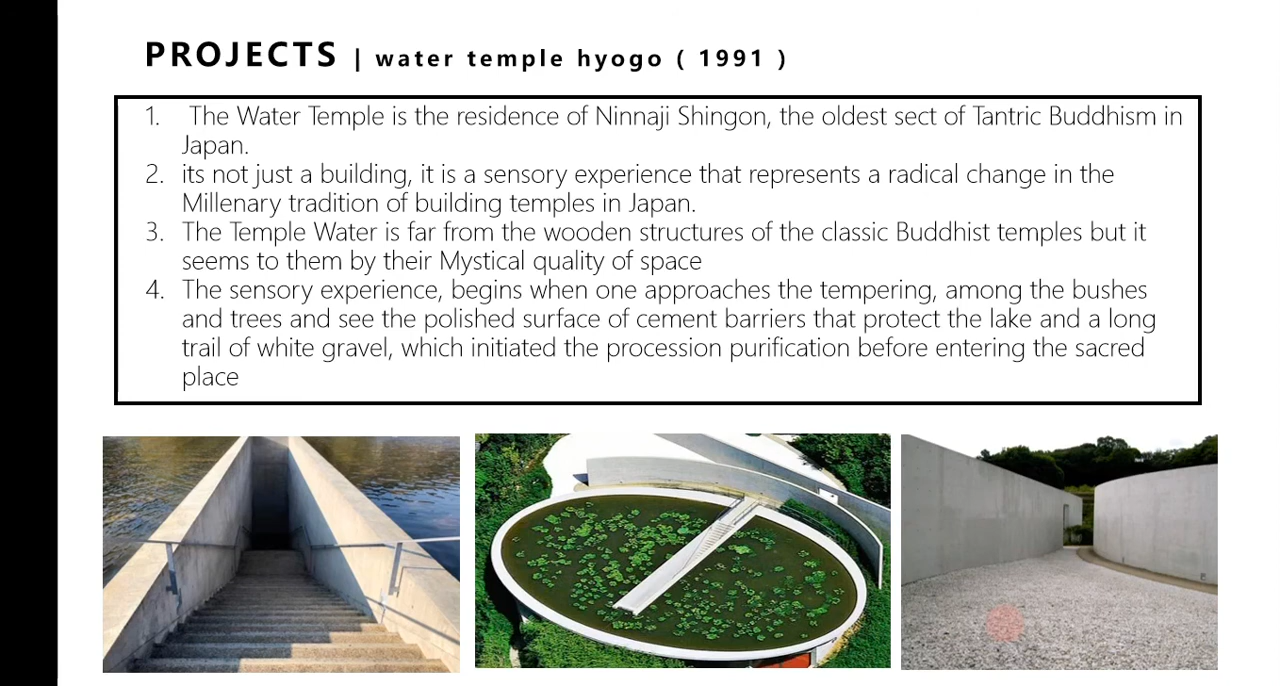 PROJECTS | water temple hyogo ( 1991 )
1. The Water Temple is the residence of Ninnaji Shingon, the oldest sect of Tantric Buddhism in
Japan.
2. its not just a building, it is a sensory experience that represents a radical change in the
Millenary tradition of building temples in Japan.
3. The Temple Water is far from the wooden structures of the classic Buddhist temples but it
seems to them by their Mystical quality of space
4. The sensory experience, begins when one approaches the tempering, among the bushes
and trees and see the polished surface of cement barriers that protect the lake and a long
trail of white gravel, which initiated the procession purification before entering the sacred
place